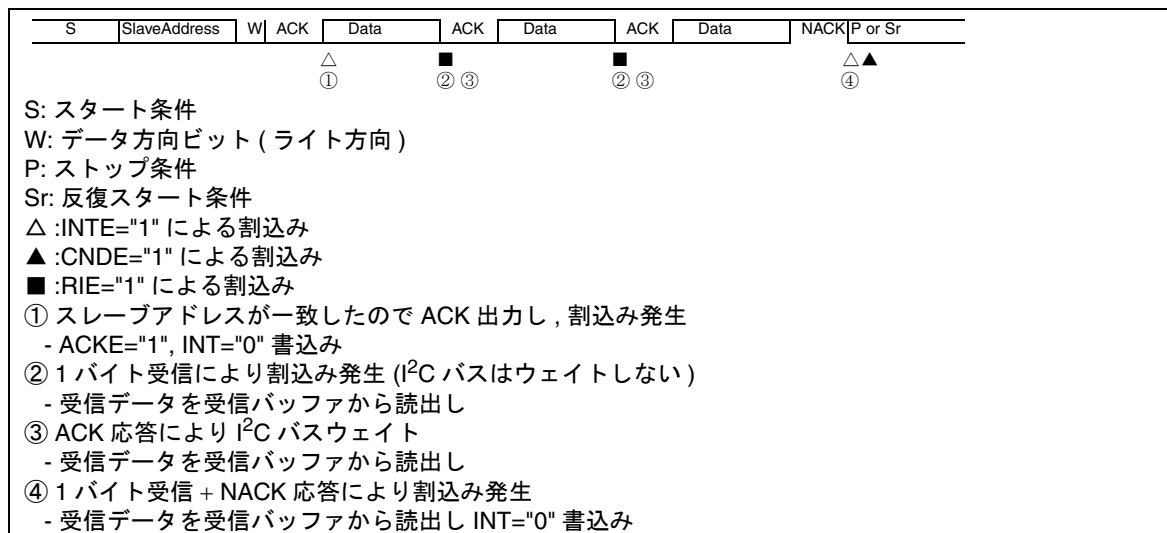 S SlaveAddress W ACK Data ACK Data ACK Data NACK P or Sr
△ ■ ■ △▲
① ②③ ②③ ④
S: スタート条件
W: データ方向ビット ( ライト方向 )
P: ストップ条件
Sr: 反復スタート条件
△ :INTE="1" による割込み
▲ :CNDE="1" による割込み
■ :RIE="1" による割込み
① スレーブアドレスが一致したので ACK 出力し , 割込み発生
- ACKE="1", INT="0" 書込み
② 1 バイト受信により割込み発生 (I2C バスはウェイトしない )
- 受信データを受信バッファから読出し
③ ACK 応答により I2C バスウェイト
- 受信データを受信バッファから読出し
④ 1 バイト受信 + NACK 応答により割込み発生
- 受信データを受信バッファから読出し INT="0" 書込み